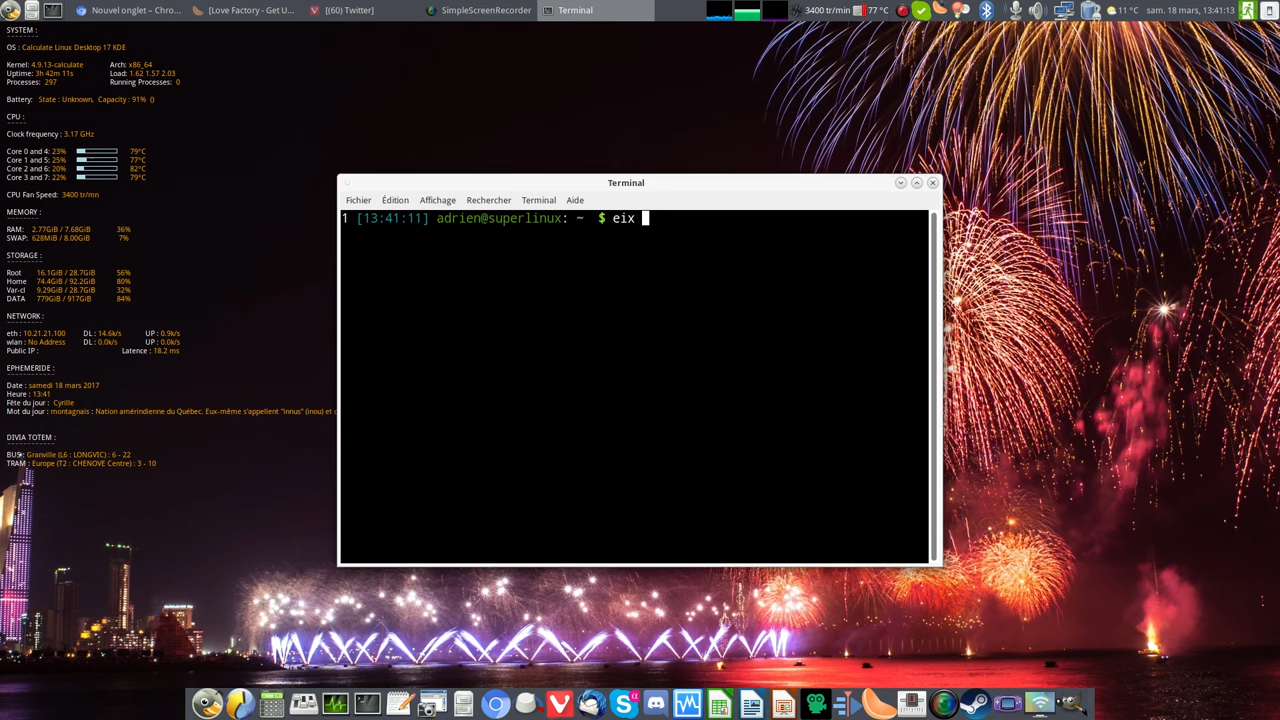 Nouvel onglet – Chro...
[Love Factory - Get U...
[(60) Twitter]
SimpleScreenRecorder
Terminal
3400 tr/min
77 °C
11 °C
sam. 18 mars, 13:41:13
SYSTEM :
OS : Calculate Linux Desktop 17 KDE
Kernel: 4.9.13-calculate Arch: x86_64
Uptime: 3h 42m 11s Load: 1.62 1.57 2.03
Processes: 297 Running Processes: 0
Battery: State : Unknown, Capacity : 91% ()
CPU :
Clock frequency : 3.17 GHz
Core 0 and 4: 23% 79°C
Core 1 and 5: 25% 77°C
Core 2 and 6: 20% 82°C
Core 3 and 7: 22% 79°C
CPU Fan Speed: 3400 tr/mn
MEMORY :
RAM: 2.77GiB / 7.68GiB 36%
SWAP: 628MiB / 8.00GiB 7%
STORAGE :
Root 16.1GiB / 28.7GiB 56%
Home 74.4GiB / 92.2GiB 80%
Var-cl 9.29GiB / 28.7GiB 32%
DATA 779GiB / 917GiB 84%
NETWORK :
eth : 10.21.21.100 DL : 14.6k/s UP : 0.9k/s
wlan : No Address DL : 0.0k/s UP : 0.0k/s
Public IP : Latence : 18.2 ms
EPHEMERIDE :
Date : samedi 18 mars 2017
Heure : 13:41
Fête du jour : Cyrille
Mot du jour : montagnais : Nation amérindienne du Québec. Eux-même s'appellent "innus" (inou) et
DIVIA TOTEM :
BUS : Granville (L6 : LONGVIC) : 6 - 22
TRAM : Europe (T2 : CHENOVE Centre) : 3 - 10
Terminal
Fichier Édition Affichage Rechercher Terminal Aide
1 [13:41:11] adrien@superlinux: ~ $ eix